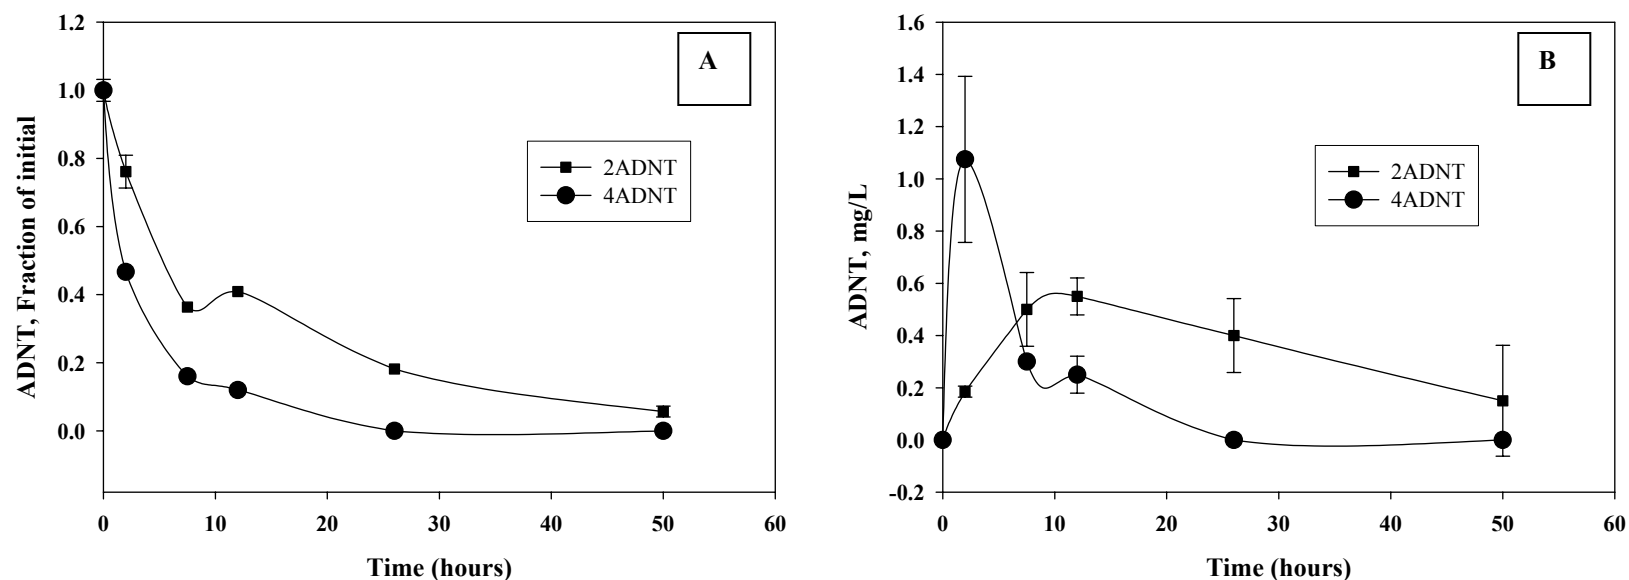 1.2
1.0
0.8
0.6
0.4
0.2
0.0
ADNT, Fraction of initial
A
2ADNT
4ADNT
0 10 20 30 40 50 60
Time (hours)
1.6
1.4
1.2
1.0
0.8
0.6
0.4
0.2
0.0
-0.2
ADNT, mg/L
B
2ADNT
4ADNT
0 10 20 30 40 50 60
Time (hours)